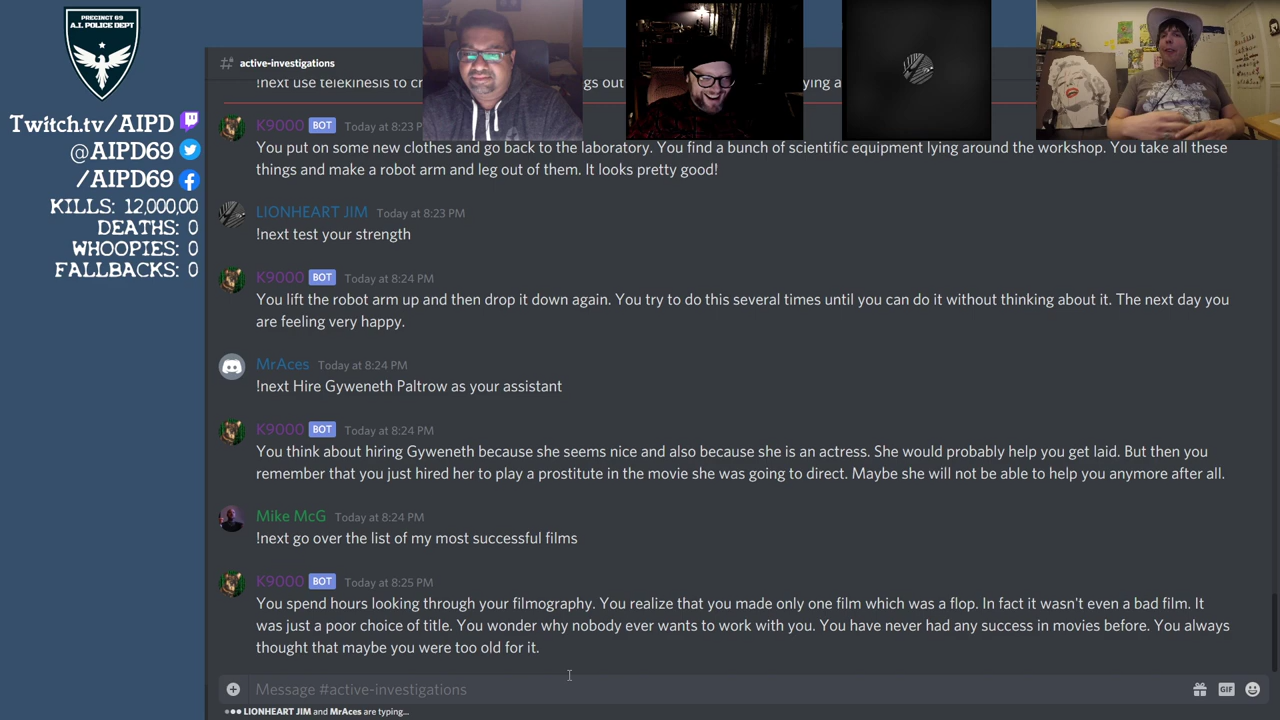 PRECINCT 69
A.I. POLICE DEPT
Twitch.tv/AIPD
@AIPD69
/AIPD69
KILLS: 12,000,00
DEATHS: 0
WHOOPIES: 0
FALLBACKS: 0
active-investigations
!next use telekinesis to cr
gs out
ying a
K9000 BOT Today at 8:23 P
You put on some new clothes and go back to the laboratory. You find a bunch of scientific equipment lying around the workshop. You take all these
things and make a robot arm and leg out of them. It looks pretty good!
LIONHEART JIM Today at 8:23 PM
!next test your strength
K9000 BOT Today at 8:24 PM
You lift the robot arm up and then drop it down again. You try to do this several times until you can do it without thinking about it. The next day you
are feeling very happy.
MrAces Today at 8:24 PM
!next Hire Gyweneth Paltrow as your assistant
K9000 BOT Today at 8:24 PM
You think about hiring Gyweneth because she seems nice and also because she is an actress. She would probably help you get laid. But then you
remember that you just hired her to play a prostitute in the movie she was going to direct. Maybe she will not be able to help you anymore after all.
Mike McG Today at 8:24 PM
!next go over the list of my most successful films
K9000 BOT Today at 8:25 PM
You spend hours looking through your filmography. You realize that you made only one film which was a flop. In fact it wasn't even a bad film. It
was just a poor choice of title. You wonder why nobody ever wants to work with you. You have never had any success in movies before. You always
thought that maybe you were too old for it.
Message #active-investigations
GIF
LIONHEART JIM and MrAces are typing...